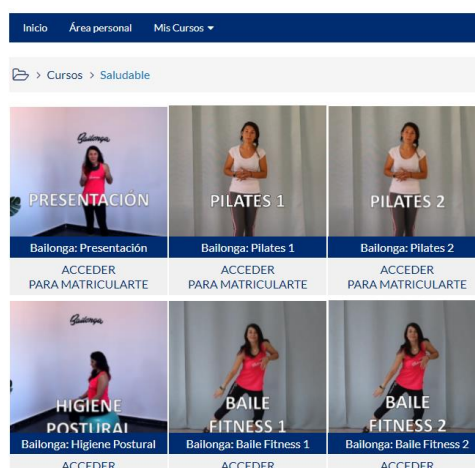 Inicio Área personal Mis Cursos
> Cursos > Saludable
Bailonga
PRESENTACIÓN
PILATES 1
PILATES 2
Bailonga: Presentación
Bailonga: Pilates 1
Bailonga: Pilates 2
ACCEDER
PARA MATRICULARTE
ACCEDER
PARA MATRICULARTE
ACCEDER
PARA MATRICULARTE
Bailonga
HIGIENE
POSTURAL
BAILE
FITNESS 1
BAILE
FITNESS 2
Bailonga: Higiene Postural
Bailonga: Baile Fitness 1
Bailonga: Baile Fitness 2
ACCEDER
ACCEDER
ACCEDER